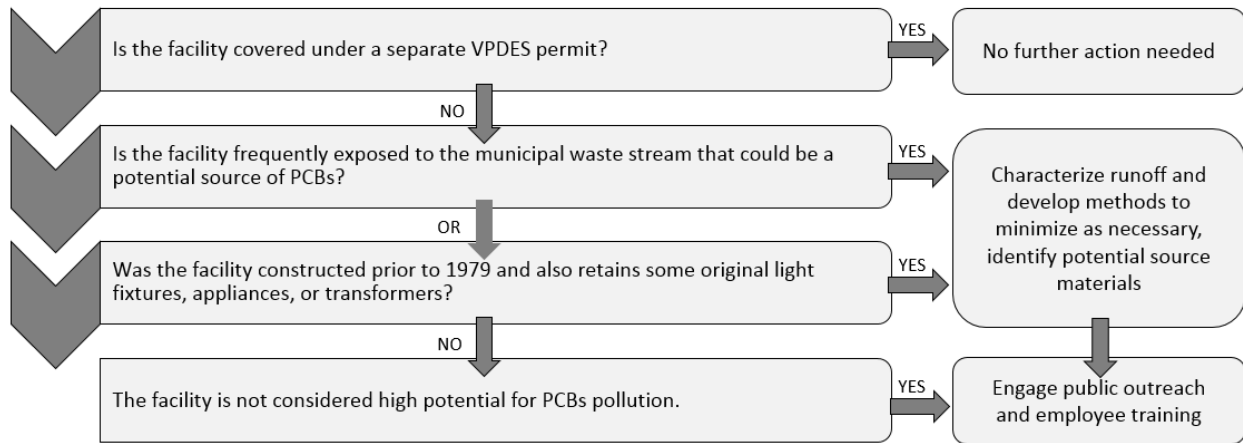 Is the facility covered under a separate VPDES permit?
YES
No further action needed
NO
Is the facility frequently exposed to the municipal waste stream that could be a
potential source of PCBs?
YES
Characterize runoff and
develop methods to
minimize as necessary,
identify potential source
materials
OR
Was the facility constructed prior to 1979 and also retains some original light
fixtures, appliances, or transformers?
YES
NO
The facility is not considered high potential for PCBs pollution.
YES
Engage public outreach
and employee training